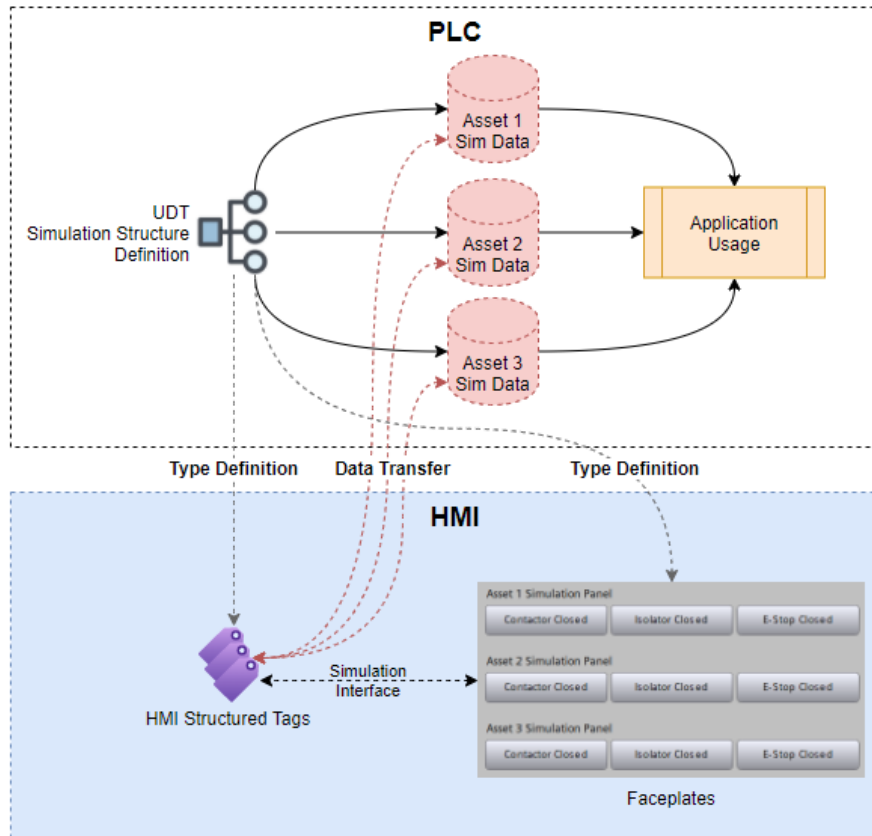 PLC
Asset 1
Sim Data
UDT
Simulation Structure
Definition
Asset 2
Sim Data
Application
Usage
Asset 3
Sim Data
Type Definition
Data Transfer
Type Definition
HMI
Asset 1 Simulation Panel
Contactor Closed
Isolator Closed
E-Stop Closed
Asset 2 Simulation Panel
Contactor Closed
Isolator Closed
E-Stop Closed
Asset 3 Simulation Panel
Contactor Closed
Isolator Closed
E-Stop Closed
Simulation
Interface
HMI Structured Tags
Faceplates